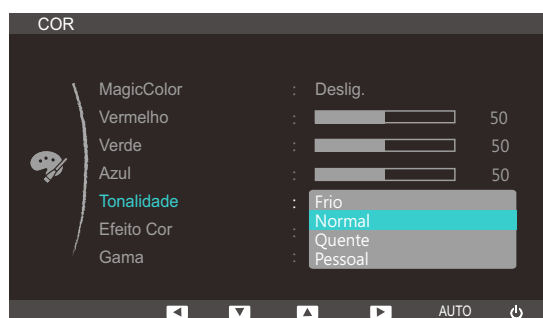 COR
MagicColor : Deslig.
Vermelho : 50
Verde : 50
Azul : 50
Tonalidade : Frio
Normal
Efeito Cor : Quente
Gama : Pessoal
AUTO